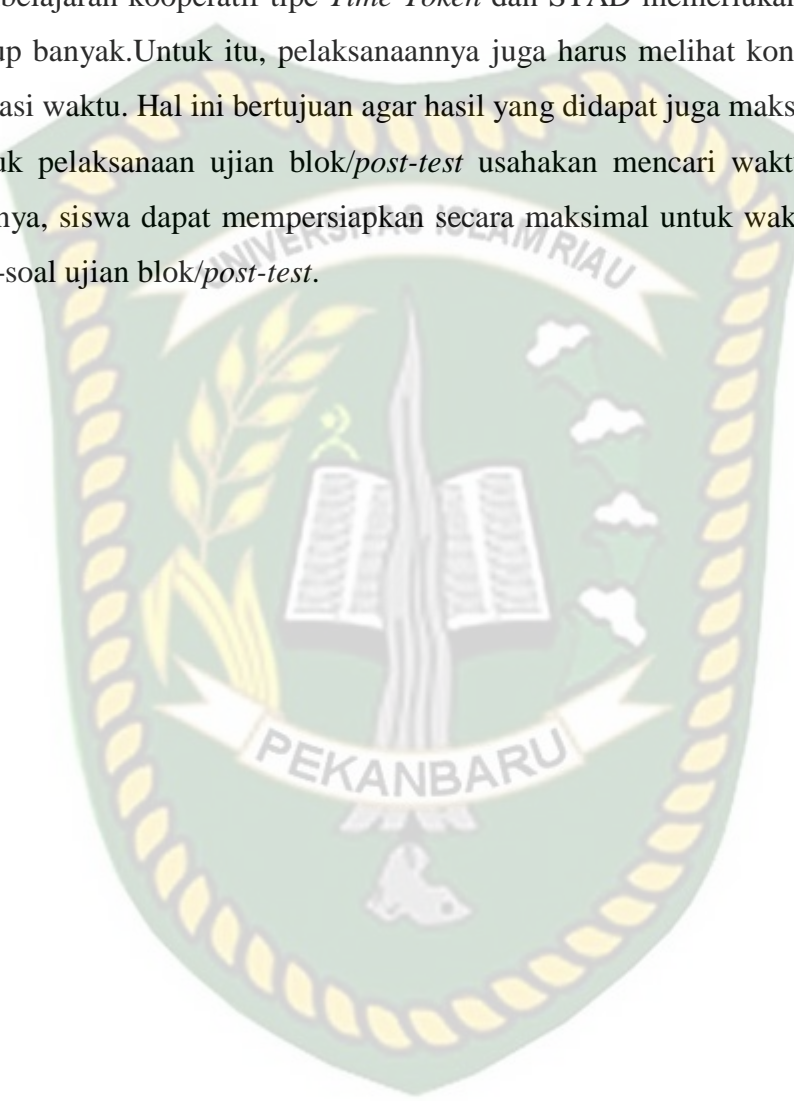 belajaran kooperatif tipe Time Token dan STAD memerlukan
up banyak.Untuk itu, pelaksanaannya juga harus melihat kon
asi waktu. Hal ini bertujuan agar hasil yang didapat juga maks
uk pelaksanaan ujian blok/post-test usahakan mencari wakt
nya, siswa dapat mempersiapkan secara maksimal untuk wak
-soal ujian blok/post-test.
UNIVERSITAS ISLAM RIAU
PEKANBARU